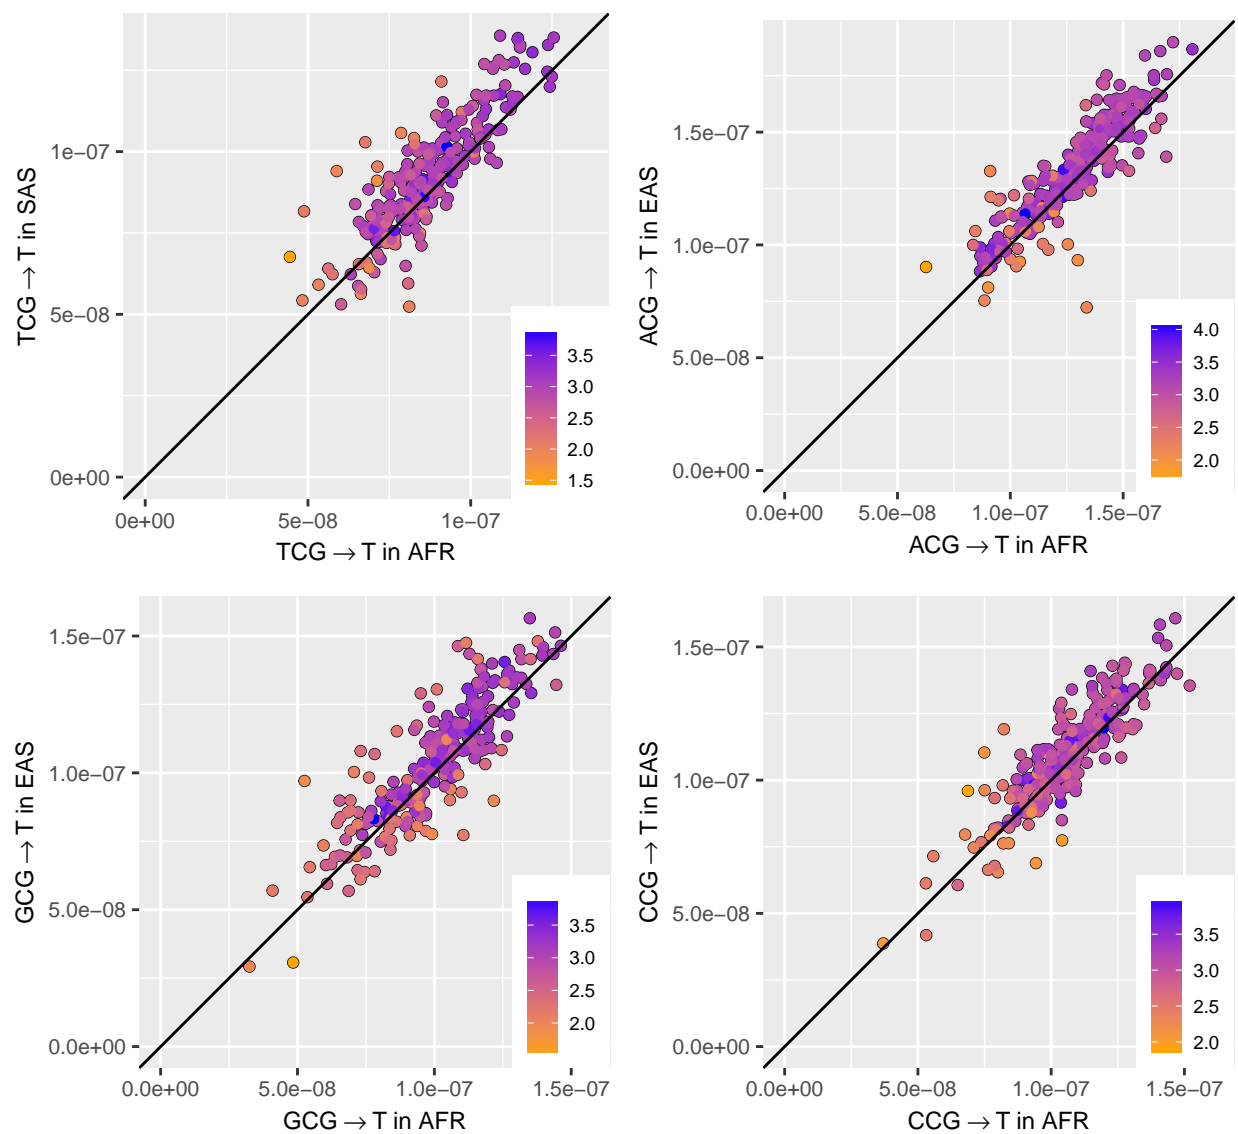 TCG → T in SAS
1e−07
5e−08
0e+00
0e+00 5e−08 1e−07
TCG → T in AFR
3.5
3.0
2.5
2.0
1.5
ACG → T in EAS
1.5e−07
1.0e−07
5.0e−08
0.0e+00
0.0e+00 5.0e−08 1.0e−07 1.5e−07
ACG → T in AFR
4.0
3.5
3.0
2.5
2.0
GCG → T in EAS
1.5e−07
1.0e−07
5.0e−08
0.0e+00
0.0e+00 5.0e−08 1.0e−07 1.5e−07
GCG → T in AFR
3.5
3.0
2.5
2.0
CCG → T in EAS
1.5e−07
1.0e−07
5.0e−08
0.0e+00
0.0e+00 5.0e−08 1.0e−07 1.5e−07
CCG → T in AFR
3.5
3.0
2.5
2.0